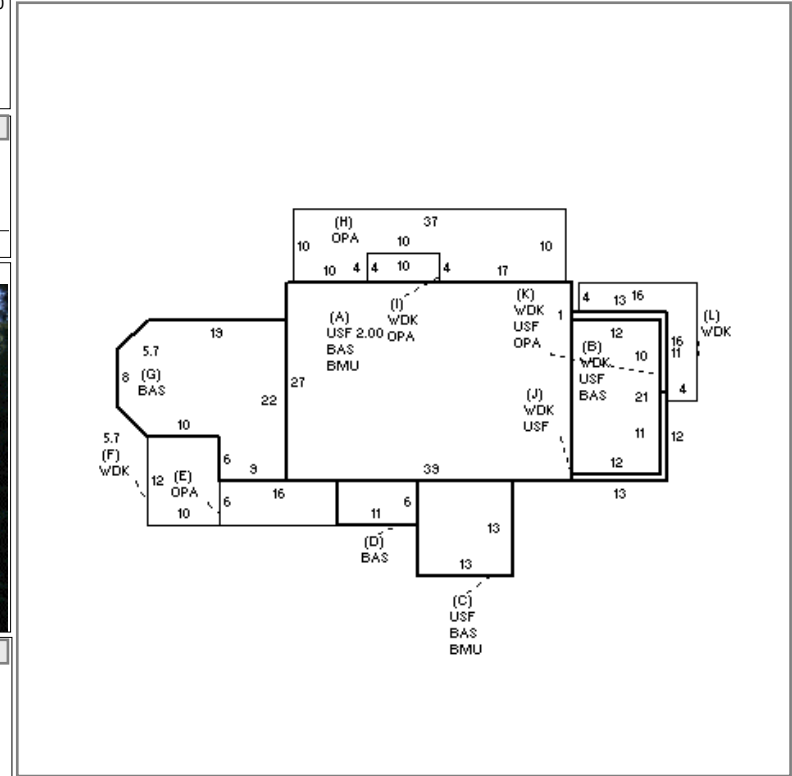 (H)
OPA
37
10
10
10
10
4
4
10
4
17
(I)
WDK
OPA
(A)
USF 2.00
BAS
BMU
(K)
WDK
USF
OPA
1
4
13
16
(L)
WDK
12
(B)
WDK
USF
BAS
10
16
11
4
21
11
12
12
13
(J)
WDK
USF
19
5.7
8
(G)
BAS
22
27
10
5.7
(F)
WDK
12
(E)
OPA
6
9
39
6
16
10
11
6
(D)
BAS
13
13
(C)
USF
BAS
BMU